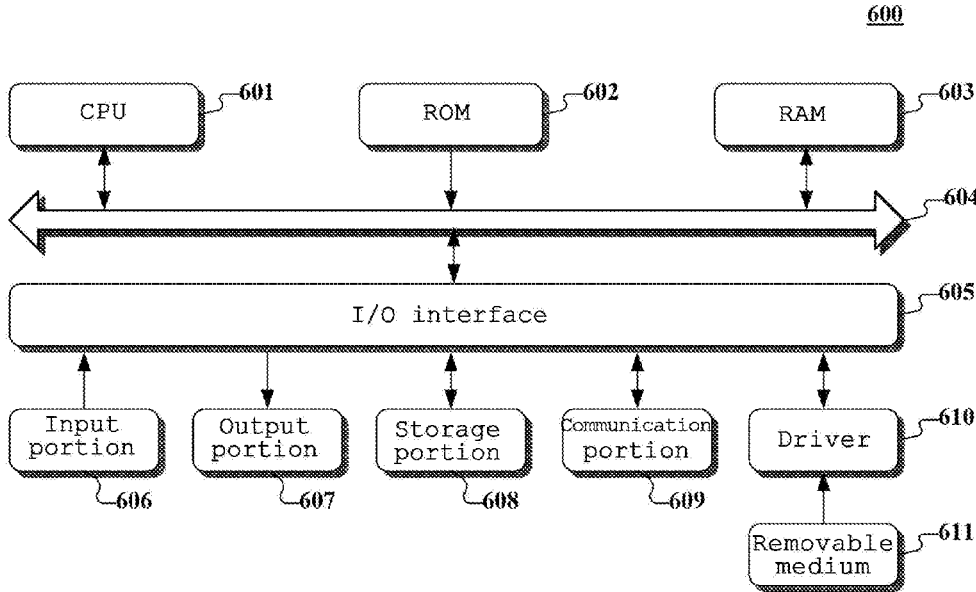 600
CPU 601
ROM 602
RAM 603
604
I/O interface 605
Input
portion
606
Output
portion
607
Storage
portion
608
Communication
portion
609
Driver 610
Removable
medium
611